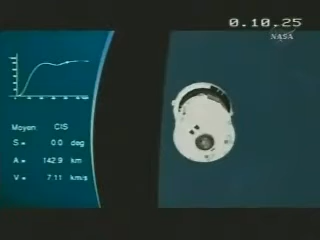 0.10.25
NASA
Moyen CIS
S = 0.0 deg
A = 142.9 km
V = 7.11 km/s